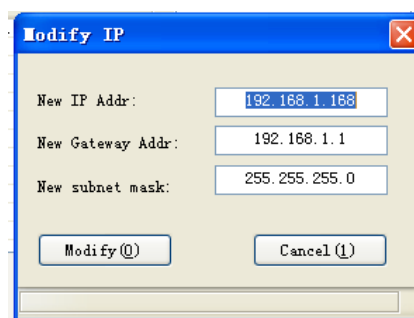 Modify IP
New IP Addr: 192.168.1.168
New Gateway Addr: 192.168.1.1
New subnet mask: 255.255.255.0
Modify(0) Cancel(1)